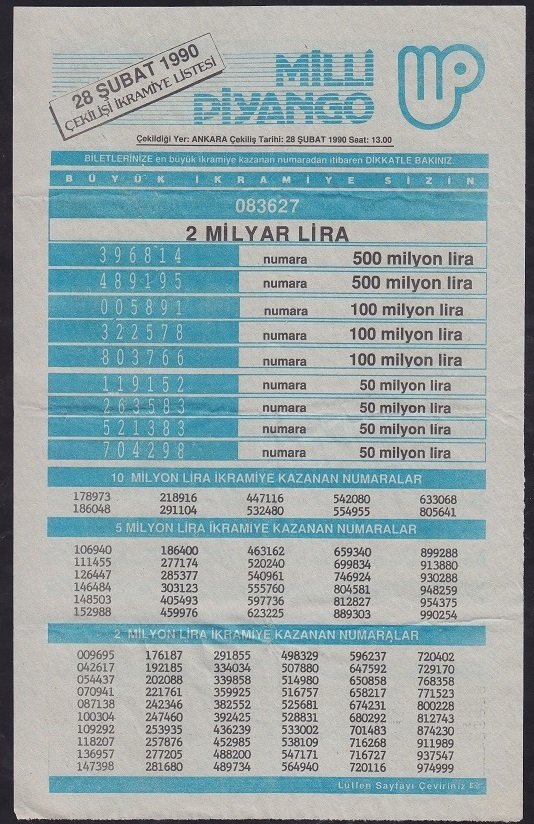 28 ŞUBAT 1990
ÇEKİLİŞİ İKRAMİYE LİSTESİ
MİLLİ
PİYANGO
Çekildiği Yer: ANKARA Çekiliş Tarihi: 28 ŞUBAT 1990 Saat: 13.00
BİLETLERİNİZE en büyük ikramiye kazanan numaradan itibaren DİKKATLE BAKINIZ.
BÜYÜK İKRAMİYE SİZİN
083627
2 MİLYAR LİRA
396814 numara 500 milyon lira
489195 numara 500 milyon lira
005891 numara 100 milyon lira
322578 numara 100 milyon lira
803766 numara 100 milyon lira
119152 numara 50 milyon lira
263583 numara 50 milyon lira
521383 numara 50 milyon lira
704298 numara 50 milyon lira
10 MİLYON LİRA İKRAMİYE KAZANAN NUMARALAR
178973 218916 447116 542080 633068
186048 291104 532480 554955 805641
5 MİLYON LİRA İKRAMİYE KAZANAN NUMARALAR
106940 186400 463162 659340 899288
111455 277174 520240 699834 913880
126447 285377 540961 746924 930288
146484 303123 555760 804581 948259
148503 405493 597736 812827 954375
152988 459976 623225 889303 990254
2 MİLYON LİRA İKRAMİYE KAZANAN NUMARALAR
009695 176187 291855 498329 596237 720402
042617 192185 334034 507880 647592 729170
054437 202088 339858 514980 650858 768358
070941 221761 359925 516757 658217 771523
087138 242346 382552 525681 674231 800228
100304 247460 392425 528831 680292 812743
109292 253935 436239 533002 701483 874230
118207 257876 452985 538109 716268 911989
136957 277205 488200 547171 716727 937547
147398 281680 489734 564940 720116 974999
Lütfen Sayfayı Çeviriniz